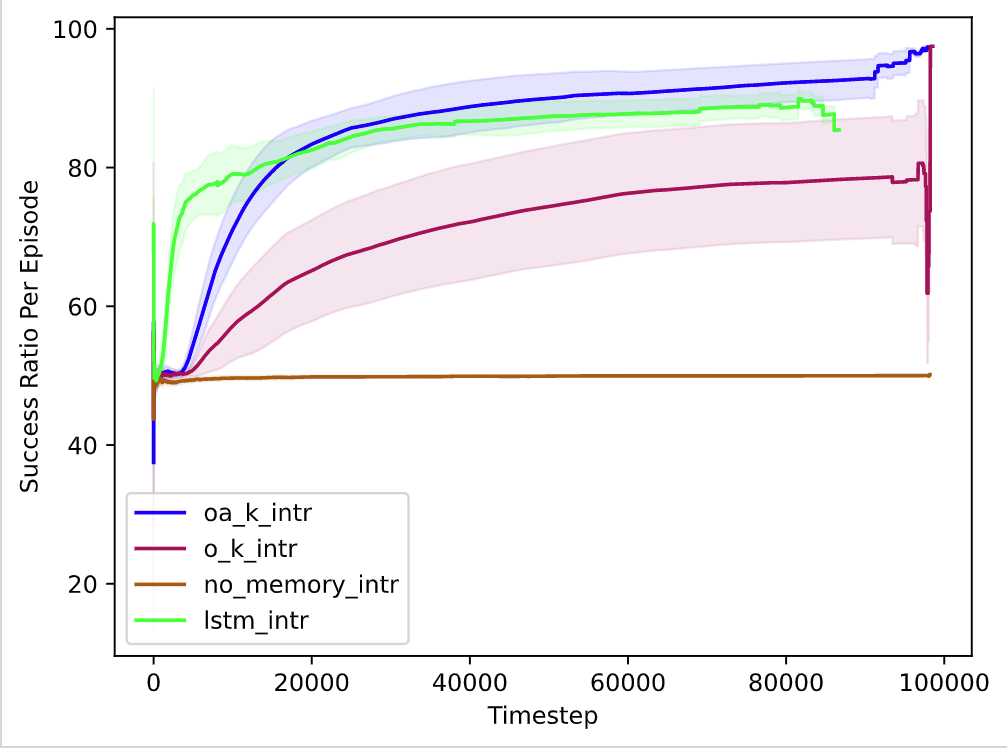 100
80
60
40
20
Success Ratio Per Episode
oa_k_intr
o_k_intr
no_memory_intr
lstm_intr
0 20000 40000 60000 80000 100000
Timestep